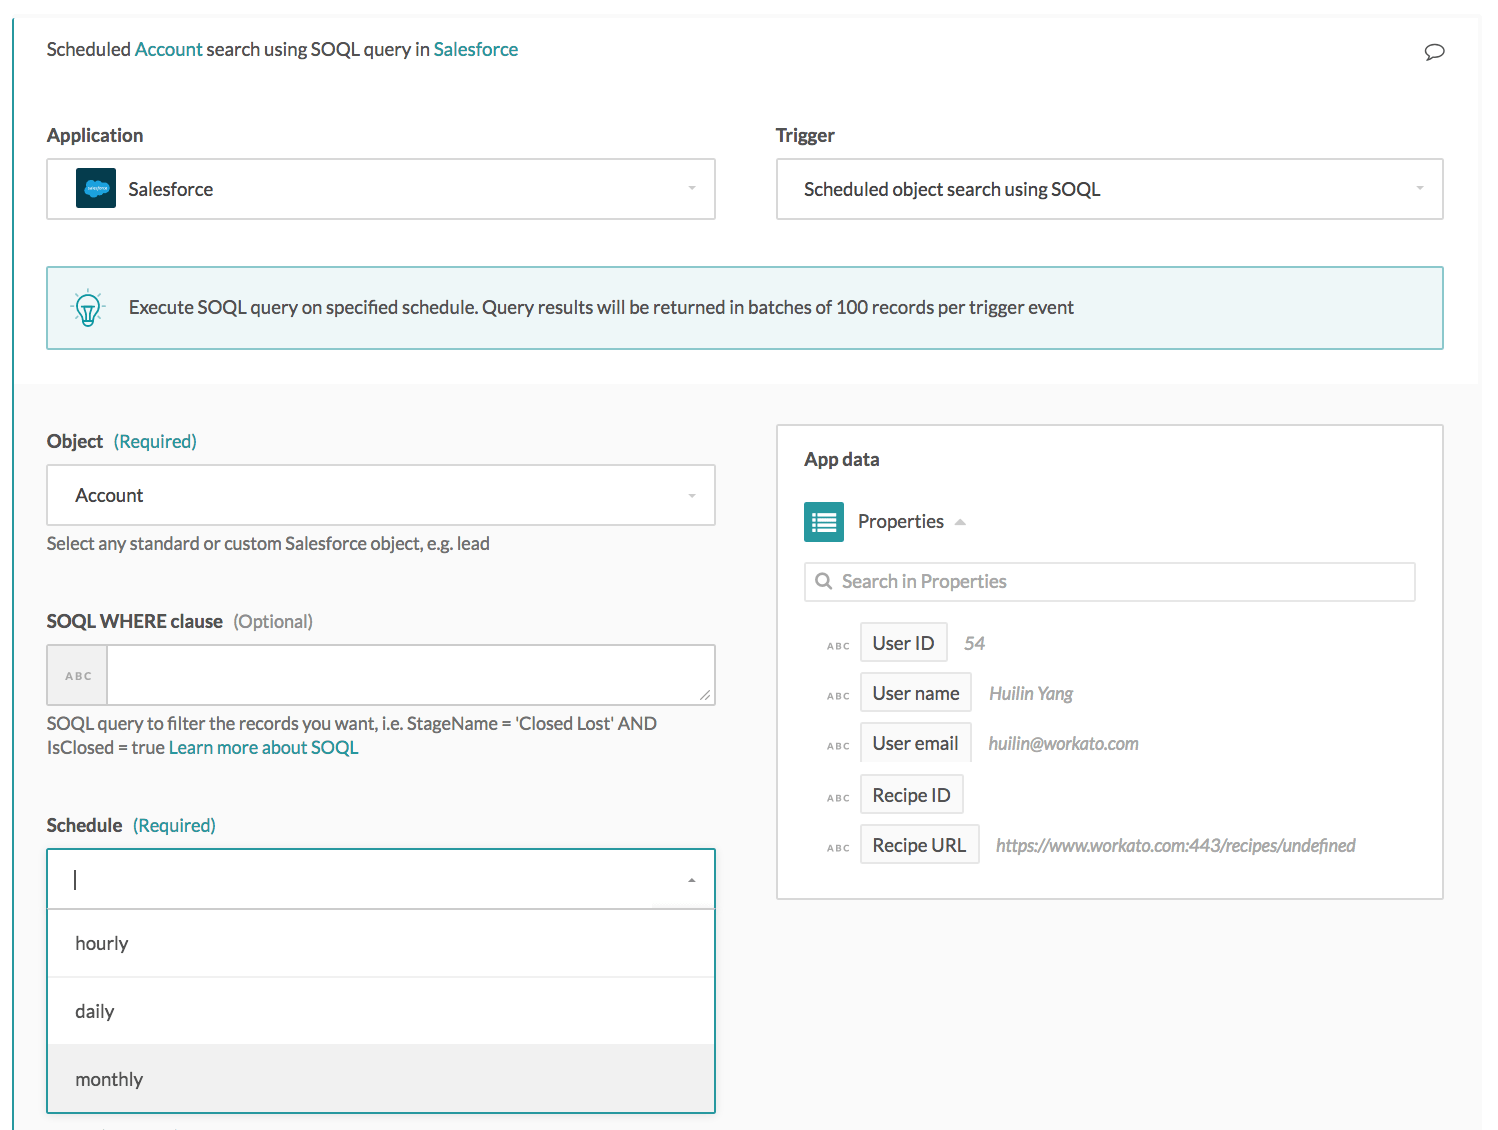 Scheduled Account search using SOQL query in Salesforce
Application
Salesforce
Trigger
Scheduled object search using SOQL
Execute SOQL query on specified schedule. Query results will be returned in batches of 100 records per trigger event
Object (Required)
Account
Select any standard or custom Salesforce object, e.g. lead
SOQL WHERE clause (Optional)
ABC
SOQL query to filter the records you want, i.e. StageName = 'Closed Lost' AND
IsClosed = true Learn more about SOQL
Schedule (Required)
hourly
daily
monthly
App data
Properties
Search in Properties
ABC User ID 54
ABC User name Huilin Yang
ABC User email huilin@workato.com
ABC Recipe ID
ABC Recipe URL https://www.workato.com:443/recipes/undefined